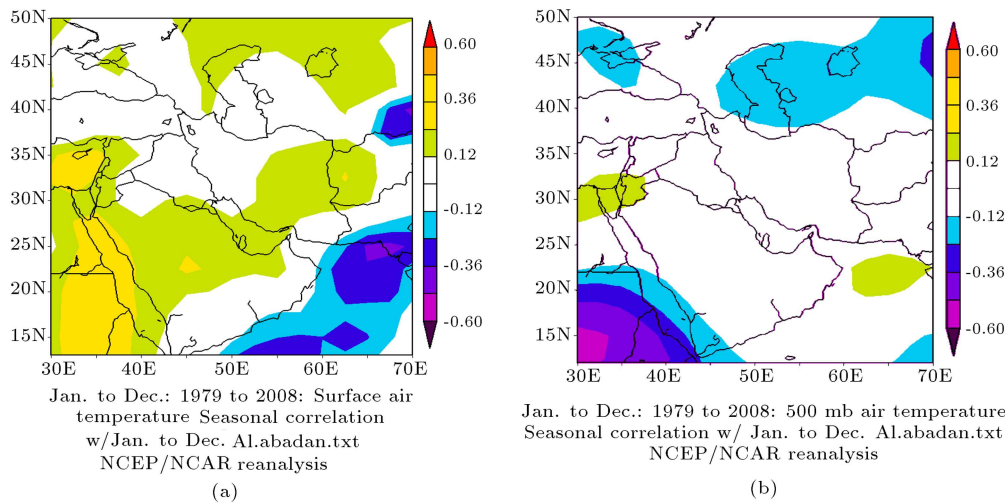 50N
45N
40N
35N
30N
25N
20N
15N
30E
40E
50E
60E
70E
0.60
0.36
0.12
-0.12
-0.36
-0.60
Jan. to Dec.: 1979 to 2008: Surface air
temperature Seasonal correlation
w/Jan. to Dec. Al.abadan.txt
NCEP/NCAR reanalysis
(a)
50N
45N
40N
35N
30N
25N
20N
15N
30E
40E
50E
60E
70E
0.60
0.36
0.12
-0.12
-0.36
-0.60
Jan. to Dec.: 1979 to 2008: 500 mb air temperature
Seasonal correlation w/ Jan. to Dec. Al.abadan.txt
NCEP/NCAR reanalysis
(b)